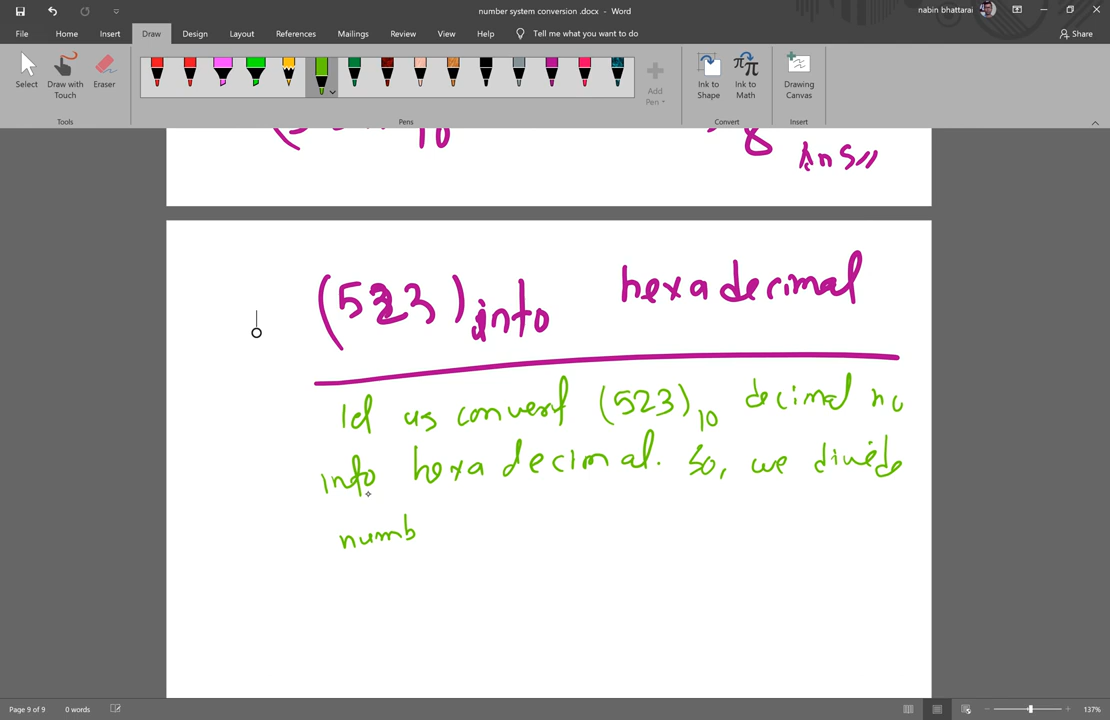 number system conversion .docx - Word
nabin bhattarai
File Home Insert Draw Design Layout References Mailings Review View Help Tell me what you want to do
Share
Select
Draw with Touch
Eraser
Add Pen
Ink to Shape
Ink to Math
Drawing Canvas
Tools
Pens
Convert
Insert
Ans
(523) into hexadecimal
us convert (523)10 decimal no
into hexa decimal. So, we divide
numb
Page 9 of 9 0 words
137%